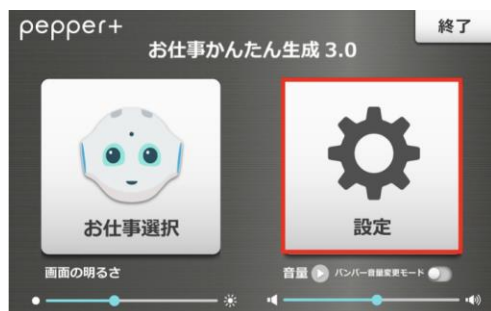 pepper+
終了
お仕事かんたん生成 3.0
お仕事選択
設定
画面の明るさ
音量 バンパー音量変更モード